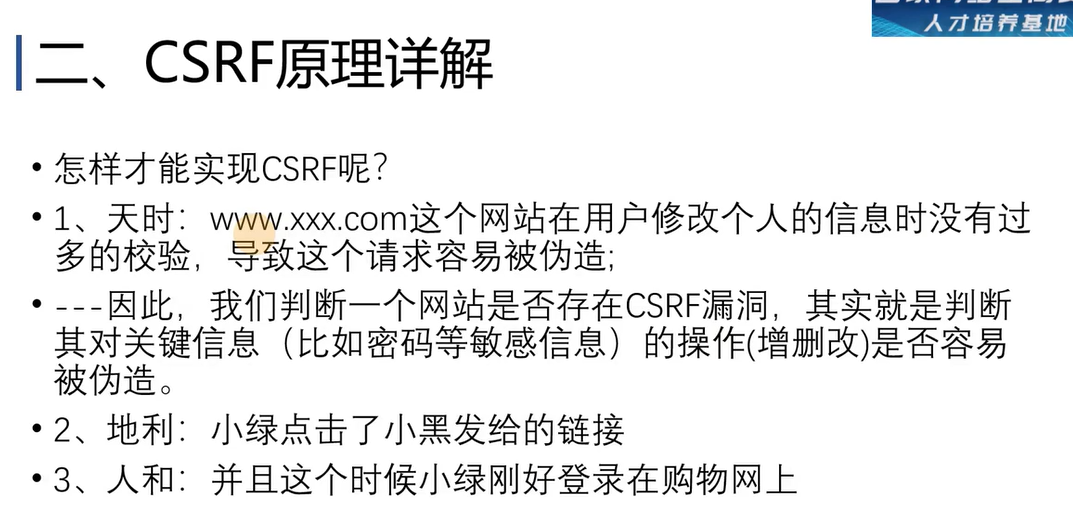 人才培养基地
二、CSRF原理详解
• 怎样才能实现CSRF呢？
• 1、天时：www.xxx.com这个网站在用户修改个人的信息时没有过
多的校验，导致这个请求容易被伪造;
• ---因此，我们判断一个网站是否存在CSRF漏洞，其实就是判断
其对关键信息（比如密码等敏感信息）的操作(增删改)是否容易
被伪造。
• 2、地利：小绿点击了小黑发给的链接
• 3、人和：并且这个时候小绿刚好登录在购物网上